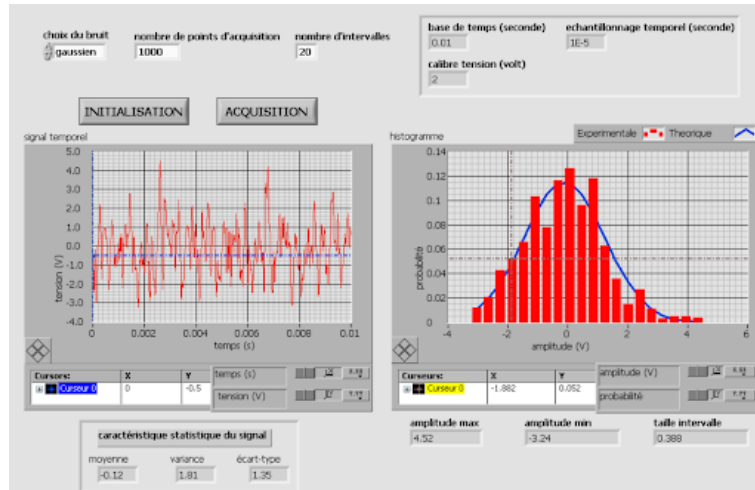 choix du bruit
gaussien
nombre de points d'acquisition
1000
nombre d'intervalles
20
base de temps (seconde)
0.01
echantillonnage temporel (seconde)
1E-5
calibre tension (volt)
2
INITIALISATION
ACQUISITION
signal temporel
tension (V)
5.0
4.0
3.0
2.0
1.0
0.0
-1.0
-2.0
-3.0
-4.0
0 0.002 0.004 0.006 0.008 0.01
temps (s)
Cursors: X Y
Curseur 0 0 -0.5
temps (s)
tension (V)
histogramme
Experimentale Theorique
probabilité
0.14
0.12
0.1
0.08
0.06
0.04
0.02
0
-4 -2 0 2 4 6
amplitude (V)
Curseurs: X Y
Curseur 0 -1.882 0.052
amplitude (V)
probabilité
caractéristique statistique du signal
moyenne variance écart-type
-0.12 1.81 1.35
amplitude max amplitude min taille intervalle
4.52 -3.24 0.388